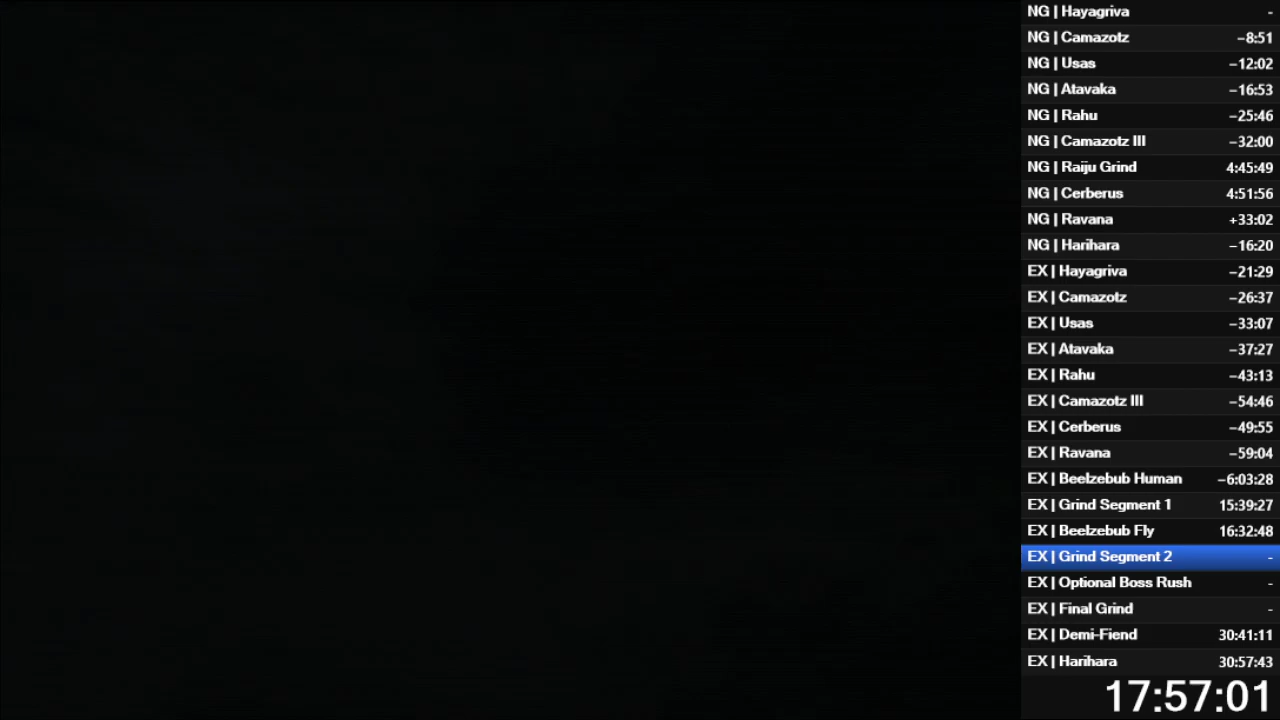 NG | Hayagriva -
NG | Camazotz −8:51
NG | Usas −12:02
NG | Atavaka −16:53
NG | Rahu −25:46
NG | Camazotz III −32:00
NG | Raiju Grind 4:45:49
NG | Cerberus 4:51:56
NG | Ravana +33:02
NG | Harihara −16:20
EX | Hayagriva −21:29
EX | Camazotz −26:37
EX | Usas −33:07
EX | Atavaka −37:27
EX | Rahu −43:13
EX | Camazotz III −54:46
EX | Cerberus −49:55
EX | Ravana −59:04
EX | Beelzebub Human −6:03:28
EX | Grind Segment 1 15:39:27
EX | Beelzebub Fly 16:32:48
EX | Grind Segment 2 -
EX | Optional Boss Rush -
EX | Final Grind -
EX | Demi-Fiend 30:41:11
EX | Harihara 30:57:43
17:57:01